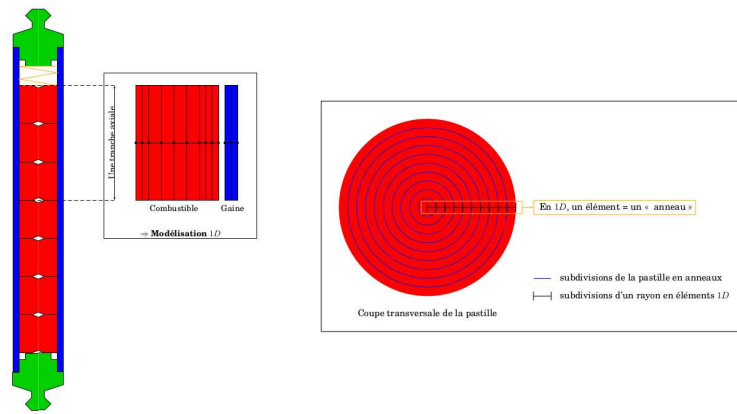 Une tranche axiale
Combustible
Gaine
⇒ Modélisation 1D
En 1D, un élément = un « anneau »
subdivisions de la pastille en anneaux
subdivisions d'un rayon en éléments 1D
Coupe transversale de la pastille